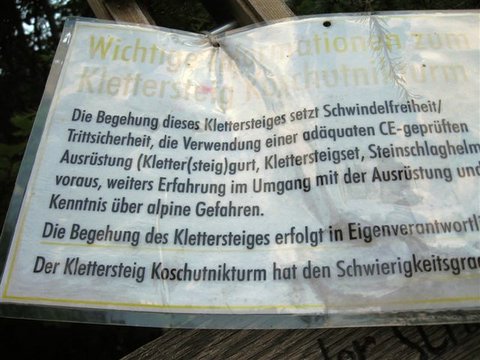 Wichtige Informationen zum
Klettersteig Koschutnikturm
Die Begehung dieses Klettersteiges setzt Schwindelfreiheit/
Trittsicherheit, die Verwendung einer adäquaten CE-geprüften
Ausrüstung (Kletter(steig)gurt, Klettersteigset, Steinschlaghelm
voraus, weiters Erfahrung im Umgang mit der Ausrüstung und
Kenntnis über alpine Gefahren.
Die Begehung des Klettersteiges erfolgt in Eigenverantwortli
Der Klettersteig Koschutnikturm hat den Schwierigkeitsgra